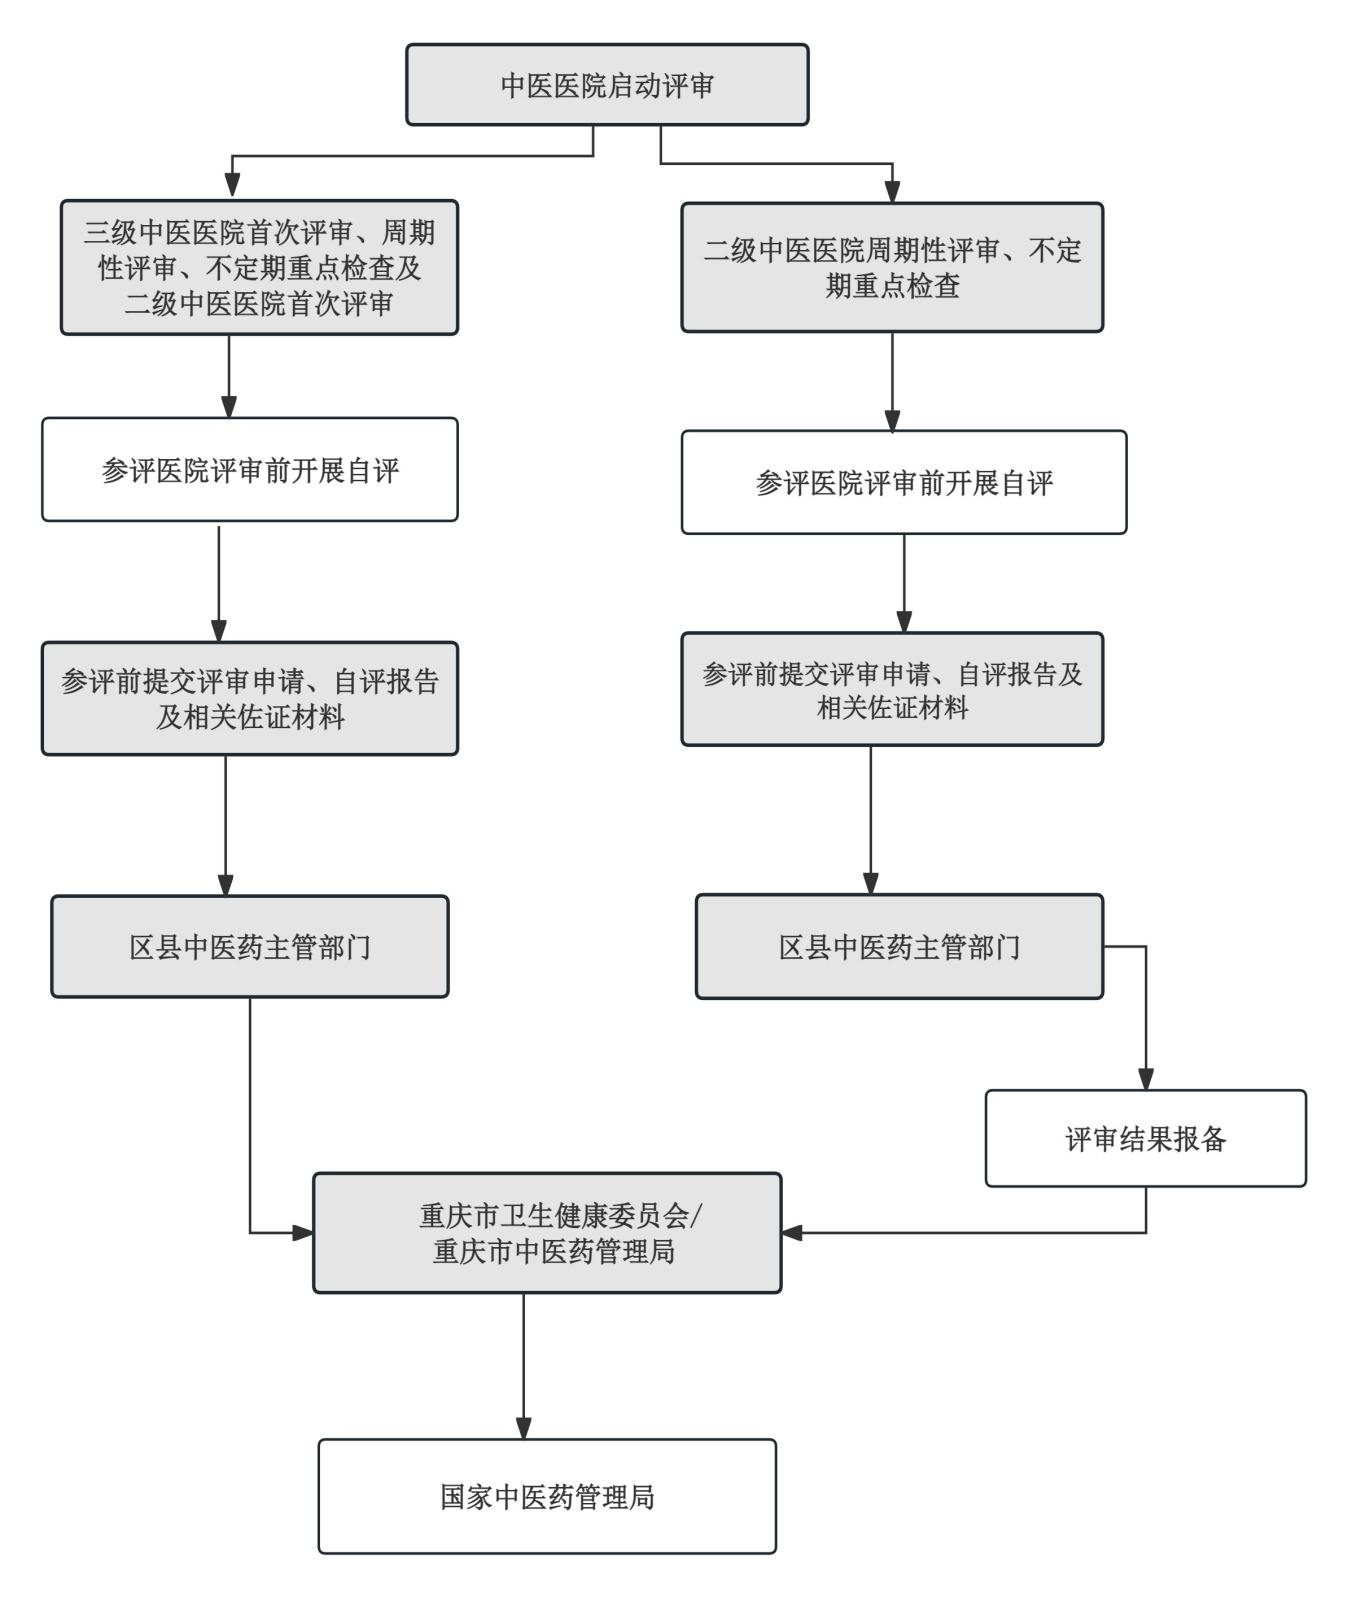 中医医院启动评审
三级中医医院首次评审、周期
性评审、不定期重点检查及
二级中医医院首次评审
二级中医医院周期性评审、不定
期重点检查
参评医院评审前开展自评
参评医院评审前开展自评
参评前提交评审申请、自评报告
及相关佐证材料
参评前提交评审申请、自评报告及
相关佐证材料
区县中医药主管部门
区县中医药主管部门
评审结果报备
重庆市卫生健康委员会/
重庆市中医药管理局
国家中医药管理局